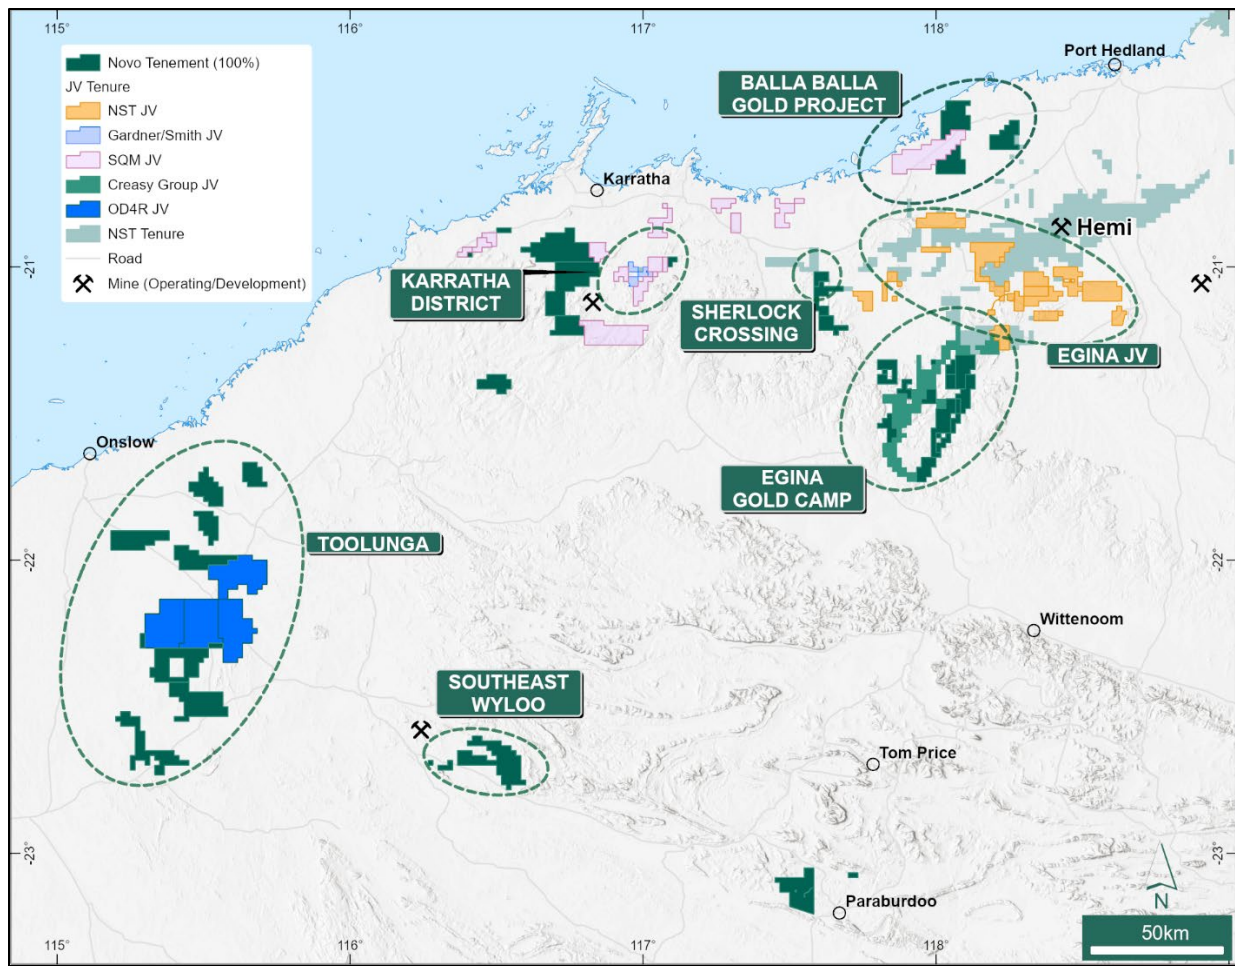 115°
116°
117°
118°
Novo Tenement (100%)
JV Tenure
NST JV
Gardner/Smith JV
SQM JV
Creasy Group JV
OD4R JV
NST Tenure
Road
Mine (Operating/Development)
Port Hedland
BALLA BALLA
GOLD PROJECT
Karratha
Hemi
-21°
-21°
KARRATHA
DISTRICT
SHERLOCK
CROSSING
EGINA JV
Onslow
EGINA
GOLD CAMP
TOOLUNGA
-22°
-22°
Wittenoom
SOUTHEAST
WYLOO
Tom Price
-23°
-23°
Paraburdoo
N
50km
115°
116°
117°
118°